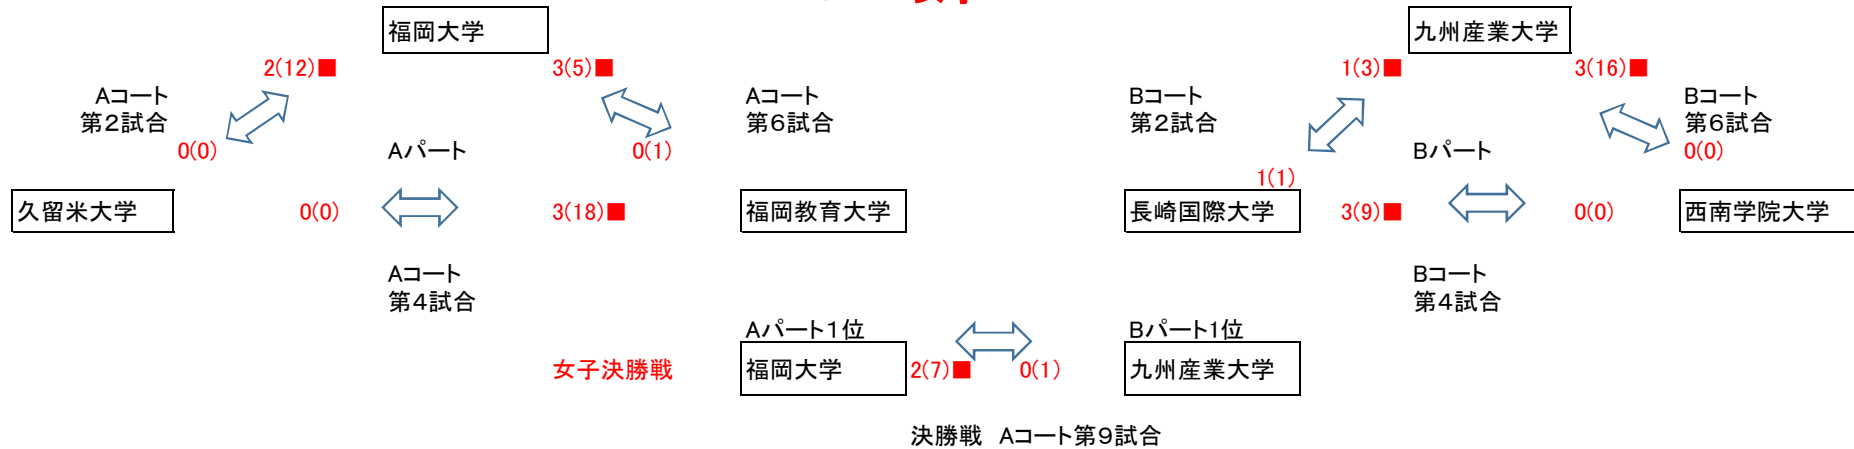 福岡大学
九州産業大学
2(12)■
3(5)■
1(3)■
3(16)■
Aコート
第2試合
Aコート
第6試合
Bコート
第2試合
Bコート
第6試合
0(0)
Aパート
0(1)
Bパート
0(0)
1(1)
久留米大学
0(0)
3(18)■
福岡教育大学
長崎国際大学
3(9)■
0(0)
西南学院大学
Aコート
第4試合
Bコート
第4試合
Aパート1位
Bパート1位
女子決勝戦
福岡大学
2(7)■
0(1)
九州産業大学
決勝戦 Aコート第9試合